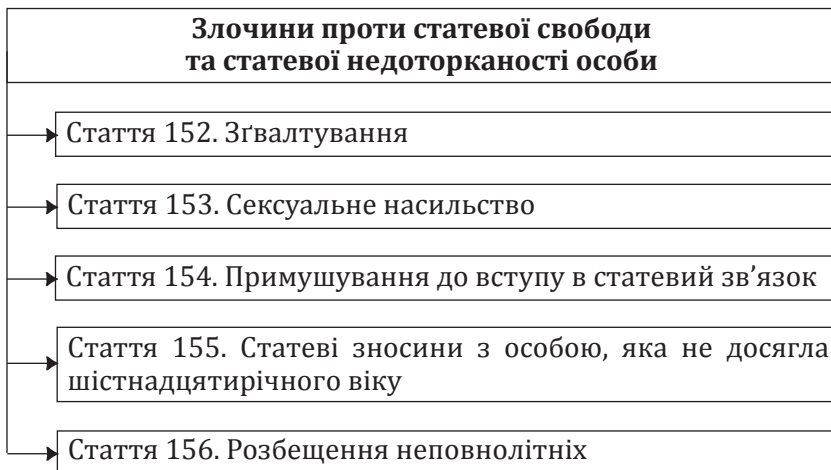 Злочини проти статевої свободи
та статевої недоторканості особи
Стаття 152. Зґвалтування
Стаття 153. Сексуальне насильство
Стаття 154. Примушування до вступу в статевий зв’язок
Стаття 155. Статеві зносини з особою, яка не досягла
шістнадцятирічного віку
Стаття 156. Розбещення неповнолітніх